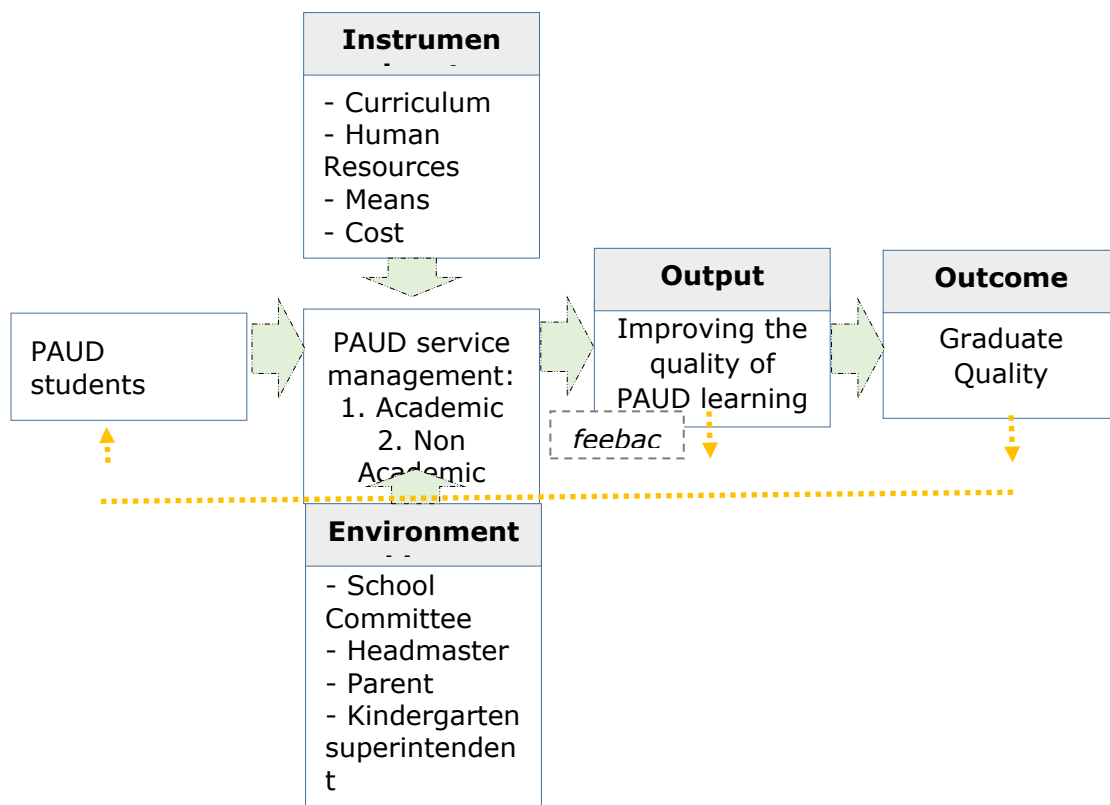 Instrumen
- Curriculum
- Human
Resources
- Means
- Cost
PAUD
students
PAUD service
management:
1. Academic
2. Non
Academic
Output
Improving the
quality of
PAUD learning
feebac
Outcome
Graduate
Quality
Environment
- School
Committee
- Headmaster
- Parent
- Kindergarten
superintenden
t